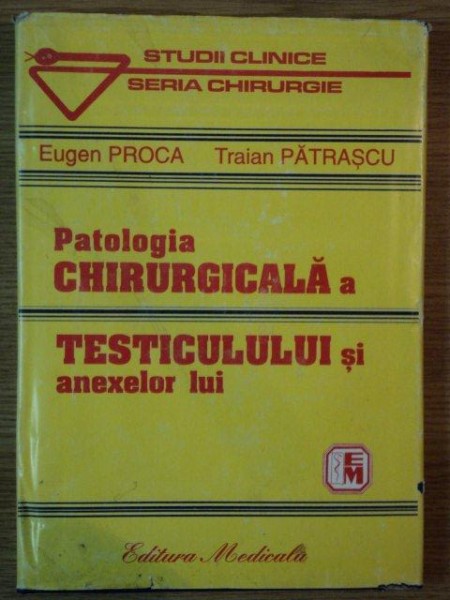 STUDII CLINICE
SERIA CHIRURGIE
Eugen PROCA Traian PĂTRAȘCU
Patologia
CHIRURGICALĂ a
TESTICULULUI și
anexelor lui
EM
Editura Medicală